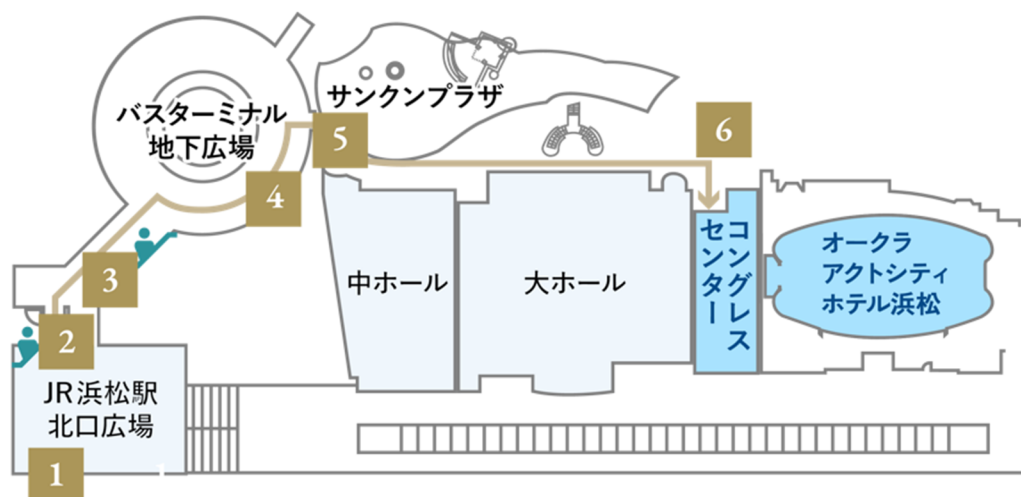 バスターミナル
地下広場
サンクンプラザ
6
5
4
3
2
中ホール
大ホール
コングレス
センター
オークラ
アクトシティ
ホテル浜松
JR浜松駅
北口広場
1
1